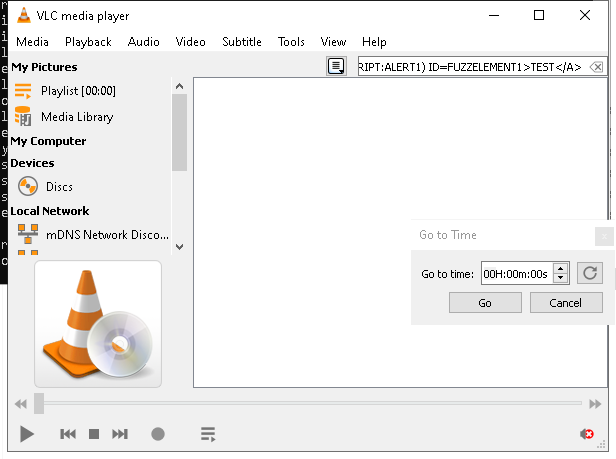 VLC media player
Media Playback Audio Video Subtitle Tools View Help
My Pictures
RIPT:ALERT1) ID=FUZZELEMENT1>TEST</A>
Playlist [00:00]
Media Library
My Computer
Devices
Discs
Local Network
mDNS Network Disco...
Go to Time
Go to time: 00H:00m:00s
Go Cancel